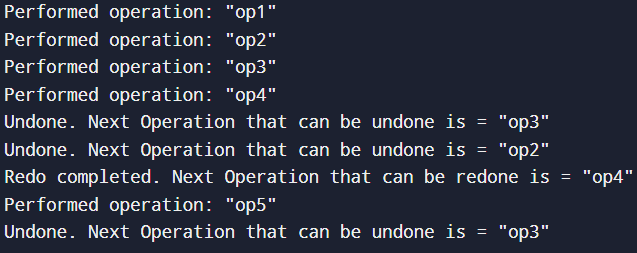 Performed operation: "op1"
Performed operation: "op2"
Performed operation: "op3"
Performed operation: "op4"
Undone. Next Operation that can be undone is = "op3"
Undone. Next Operation that can be undone is = "op2"
Redo completed. Next Operation that can be redone is = "op4"
Performed operation: "op5"
Undone. Next Operation that can be undone is = "op3"